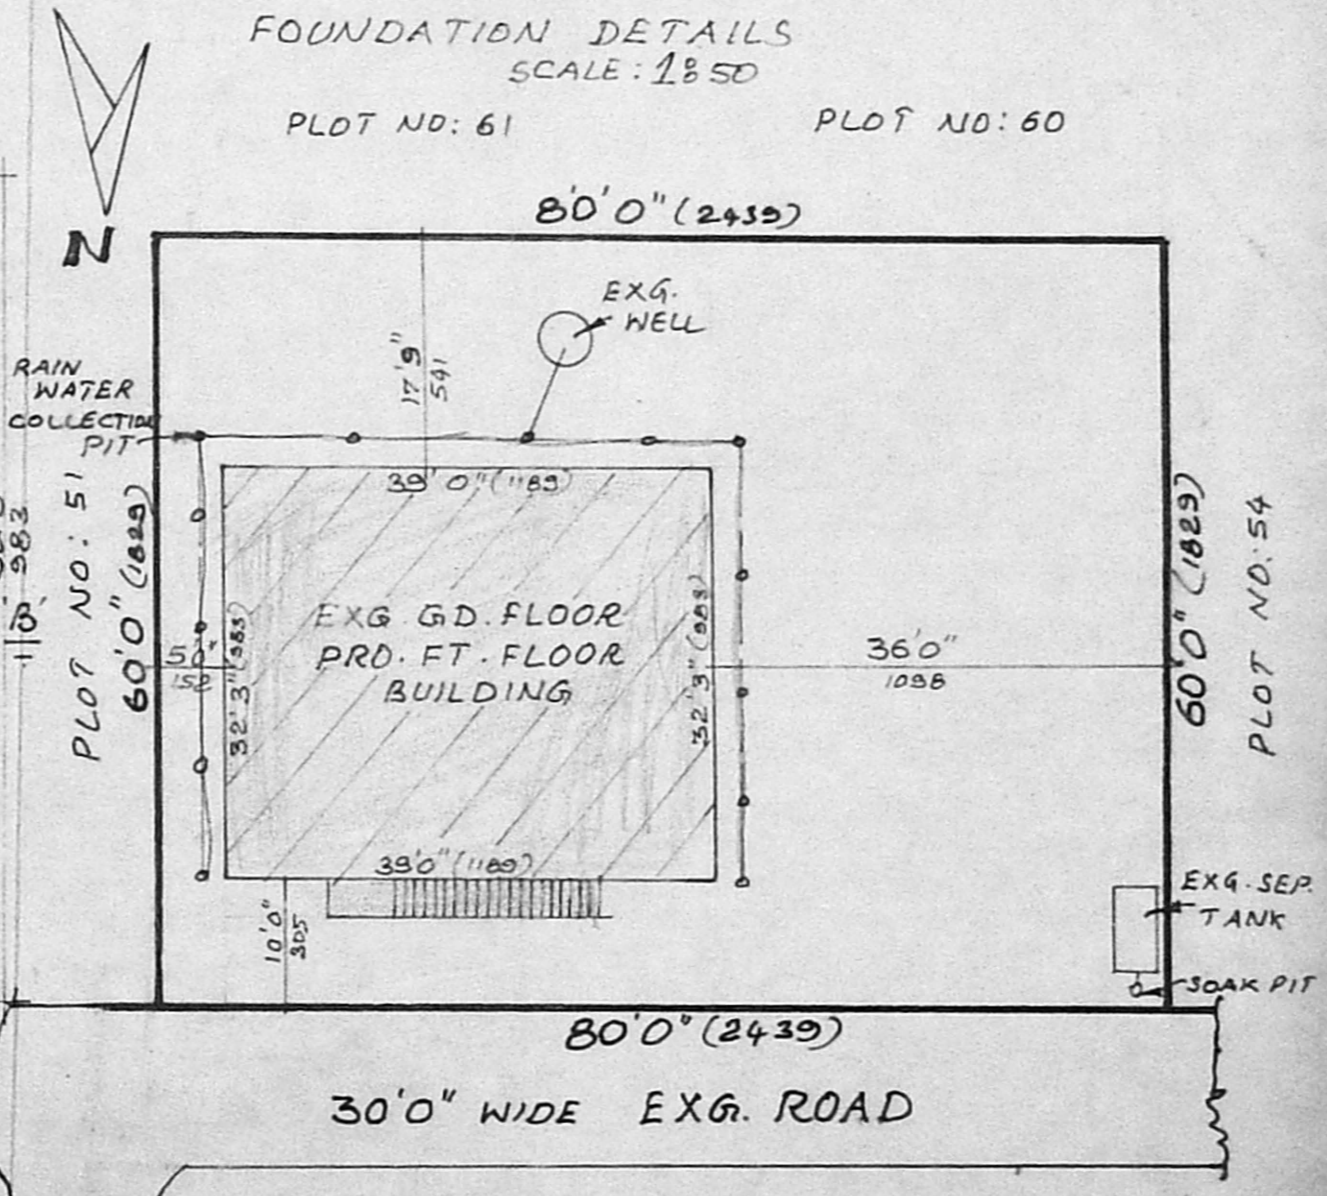 FOUNDATION DETAILS
SCALE: 1:50
PLOT NO: 61
PLOT NO: 60
N
80'0" (2439)
EXG.
WELL
17'9"
541
RAIN
WATER
COLLECTION
PIT
39'0" (1189)
PLOT NO: 51
60'0" (1829)
983
5'0"
152
32'3" (983)
EXG GD. FLOOR
PRO. FT. FLOOR
BUILDING
32'3" (983)
36'0"
1098
60'0" (1829)
PLOT NO: 54
39'0" (1189)
10'0"
305
EXG. SEP.
TANK
SOAK PIT
80'0" (2439)
30'0" WIDE EXG. ROAD